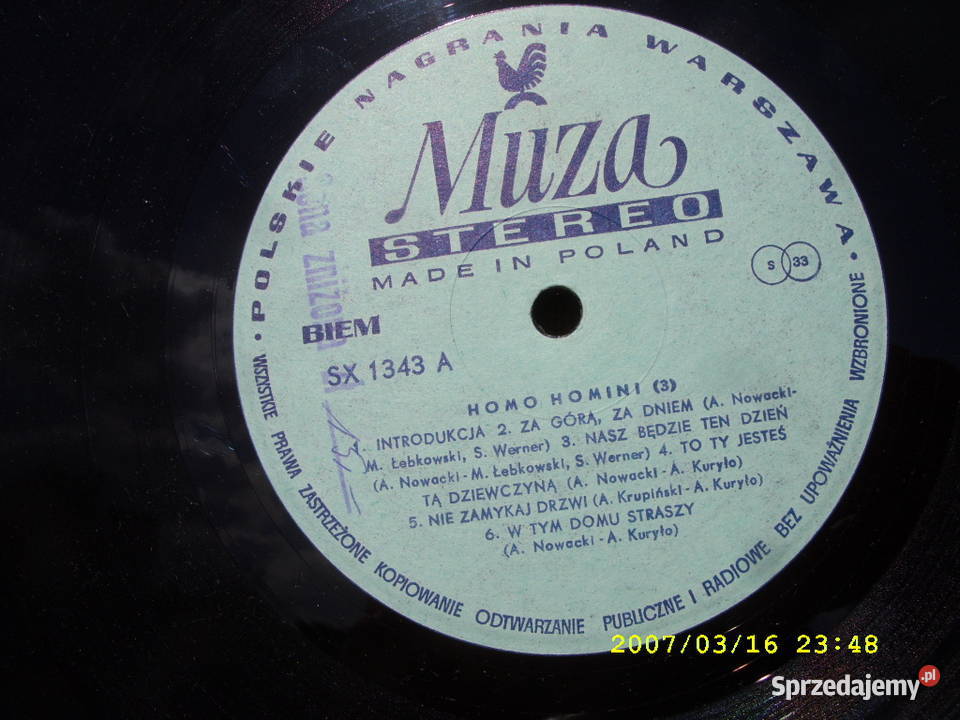 • POLSKIE NAGRANIA WARSZAWA •
Muza
STEREO
MADE IN POLAND
S 33
BIEM
SX 1343 A
HOMO HOMINI (3)
1. INTRODUKCJA 2. ZA GÓRĄ, ZA DNIEM (A. Nowacki-
M. Łebkowski, S. Werner) 3. NASZ BĘDZIE TEN DZIEŃ
(A. Nowacki-M. Łebkowski, S. Werner) 4. TO TY JESTEŚ
TĄ DZIEWCZYNĄ (A. Nowacki-A. Kuryło)
5. NIE ZAMYKAJ DRZWI (A. Krupiński-A. Kuryło)
6. W TYM DOMU STRASZY
(A. Nowacki-A. Kuryło)
WSZYSTKIE PRAWA ZASTRZEŻONE KOPIOWANIE ODTWARZANIE PUBLICZNE I RADIOWE BEZ UPOWAŻNIENIA WZBRONIONE
2007/03/16 23:48
Sprzedajemy.pl